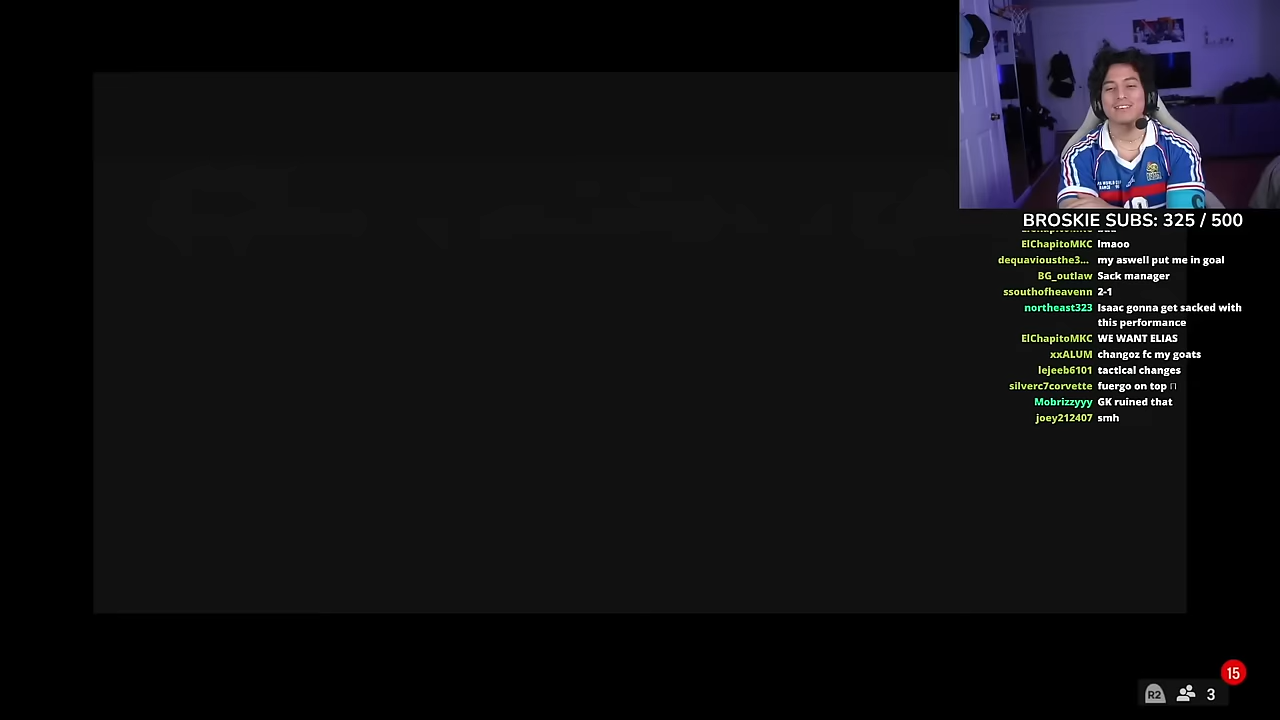 BROSKIE SUBS: 325 / 500
ElChapitoMKC lmaoo
dequaviousthe3... my aswell put me in goal
BG_outlaw Sack manager
ssouthofheavenn 2-1
northeast323 Isaac gonna get sacked with
this performance
ElChapitoMKC WE WANT ELIAS
xxALUM changoz fc my goats
lejeeb6101 tactical changes
silverc7corvette fuergo on top
Mobrizzyyy GK ruined that
joey212407 smh
15
R2 3